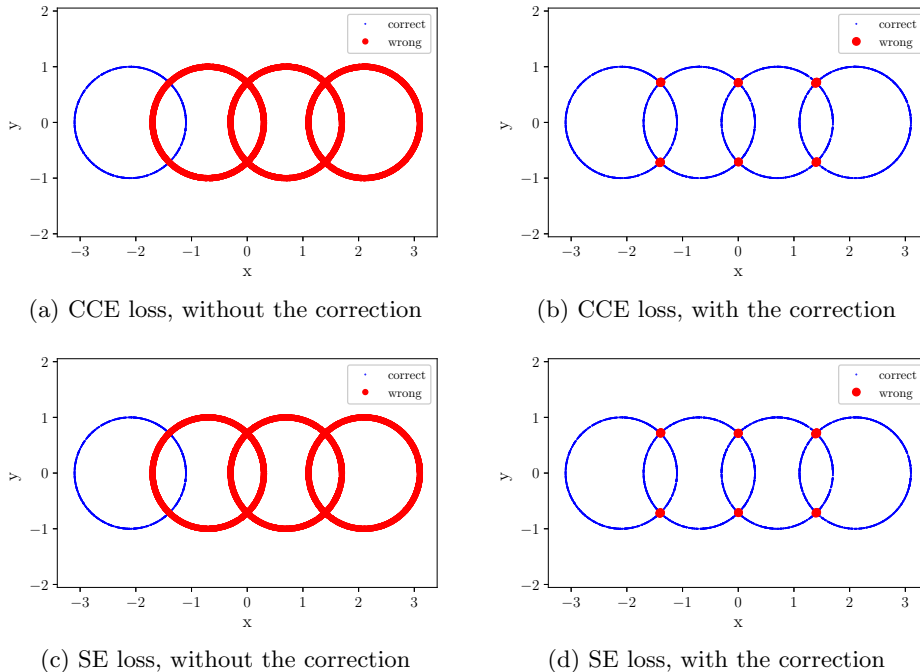 correct
wrong
2
1
0
−1
−2
y
−3 −2 −1 0 1 2 3
x
(a) CCE loss, without the correction
correct
wrong
2
1
0
−1
−2
y
−3 −2 −1 0 1 2 3
x
(b) CCE loss, with the correction
correct
wrong
2
1
0
−1
−2
y
−3 −2 −1 0 1 2 3
x
(c) SE loss, without the correction
correct
wrong
2
1
0
−1
−2
y
−3 −2 −1 0 1 2 3
x
(d) SE loss, with the correction